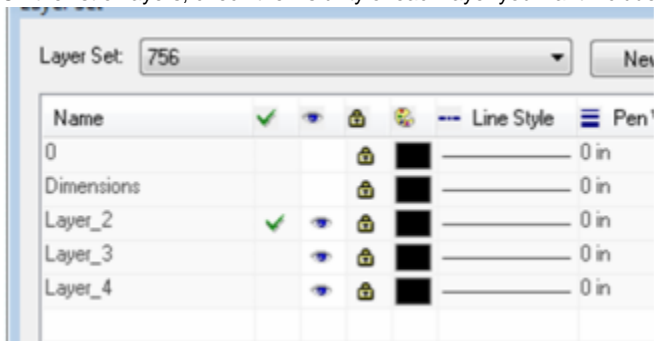 Layer Set: 756 New
Name Line Style Pen
0 0 in
Dimensions 0 in
Layer_2 0 in
Layer_3 0 in
Layer_4 0 in